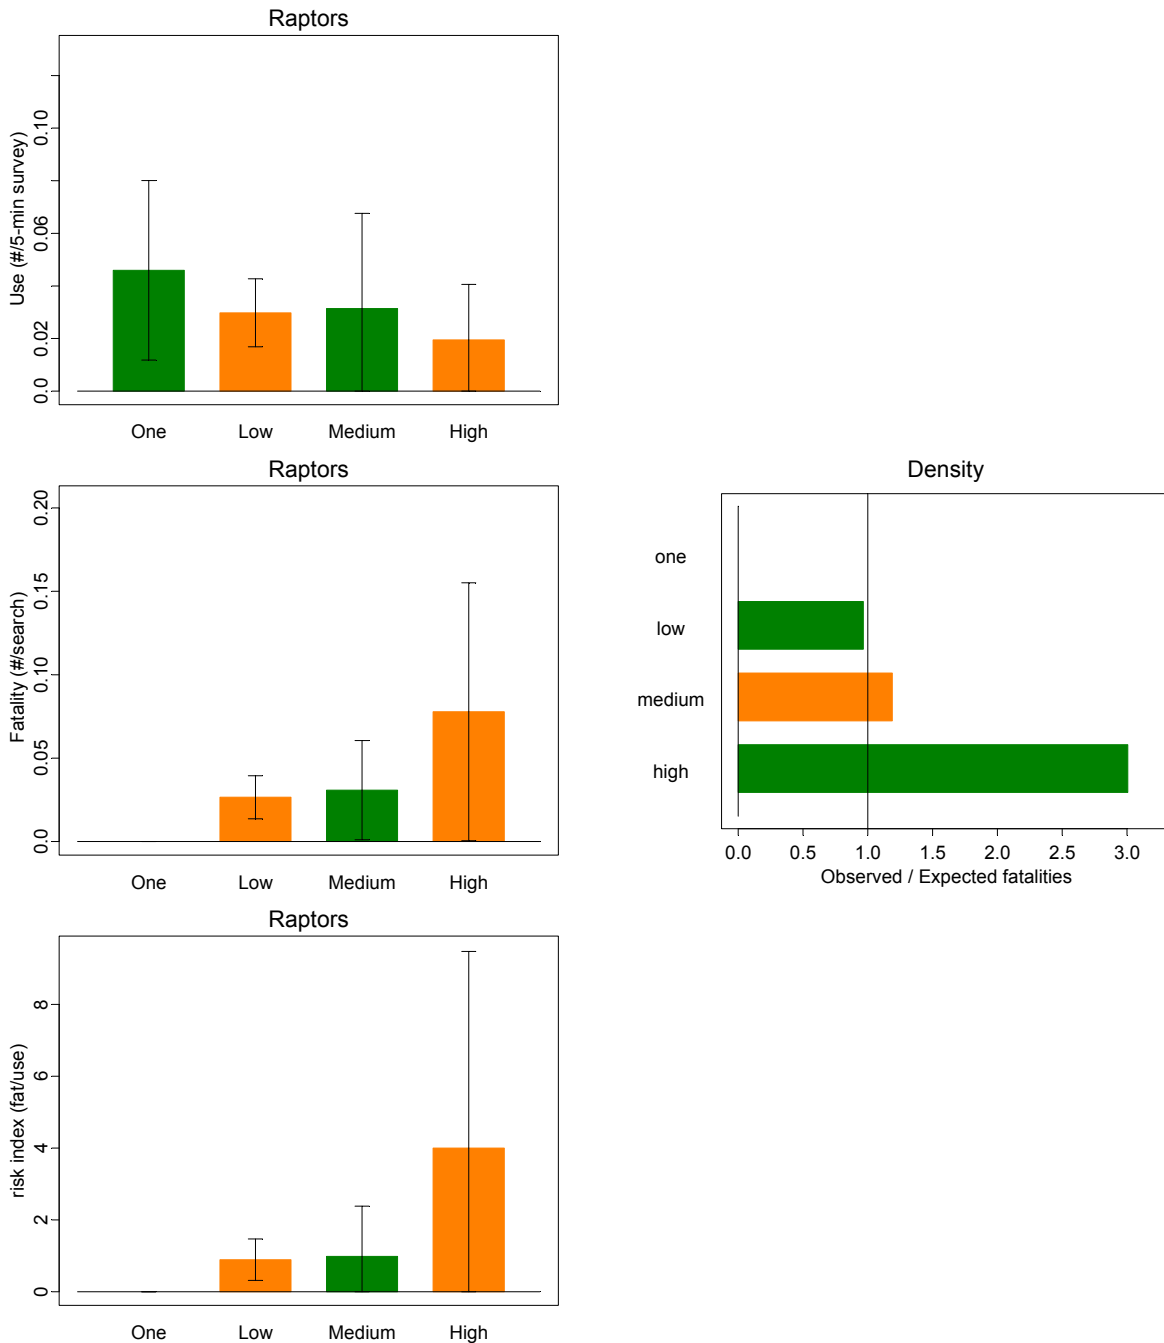 Raptors
Use (#/5-min survey)
0.10
0.06
0.02
0.0
One Low Medium High
Raptors
Fatality (#/search)
0.20
0.15
0.10
0.05
0.0
One Low Medium High
Density
one
low
medium
high
0.0 0.5 1.0 1.5 2.0 2.5 3.0
Observed / Expected fatalities
Raptors
risk index (fat/use)
8
6
4
2
0
One Low Medium High